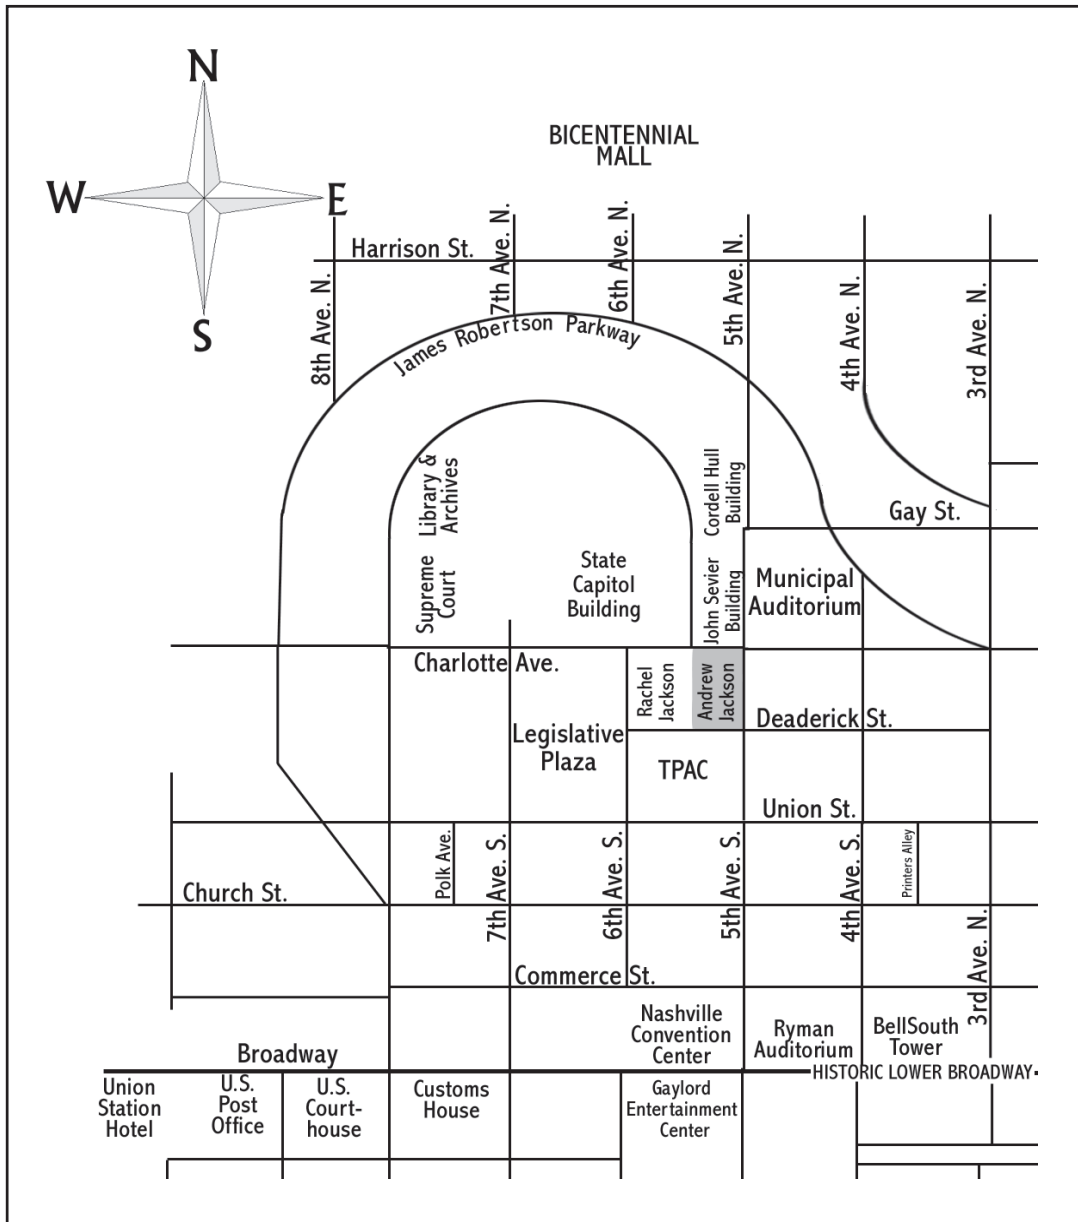 N
W
E
S
BICENTENNIAL
MALL
Harrison St.
8th Ave. N.
7th Ave. N.
6th Ave. N.
5th Ave. N.
4th Ave. N.
3rd Ave. N.
James Robertson Parkway
Library &
Archives
Cordell Hull
Building
Gay St.
Supreme
Court
State
Capitol
Building
John Sevier
Building
Municipal
Auditorium
Charlotte Ave.
Rachel
Jackson
Andrew
Jackson
Deaderick St.
Legislative
Plaza
TPAC
Union St.
Church St.
Polk Ave.
7th Ave. S.
6th Ave. S.
5th Ave. S.
4th Ave. S.
Printers Alley
3rd Ave. N.
Commerce St.
Nashville
Convention
Center
Ryman
Auditorium
BellSouth
Tower
Broadway
HISTORIC LOWER BROADWAY
Union
Station
Hotel
U.S.
Post
Office
U.S.
Court-
house
Customs
House
Gaylord
Entertainment
Center